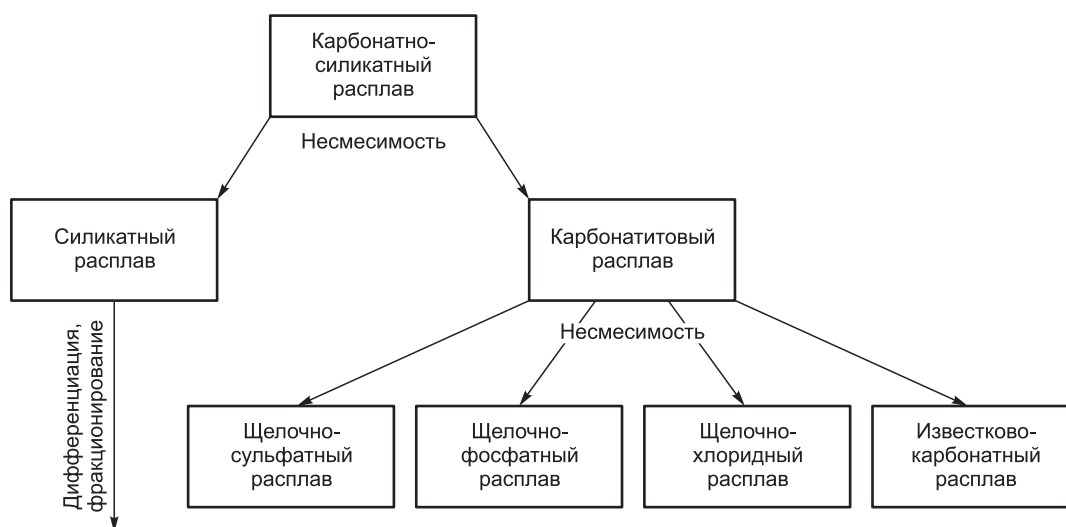 Карбонатно-
силикатный
расплав
Несмесимость
Силикатный
расплав
Карбонатитовый
расплав
Дифференциация,
фракционирование
Несмесимость
Щелочно-
сульфатный
расплав
Щелочно-
фосфатный
расплав
Щелочно-
хлоридный
расплав
Известково-
карбонатный
расплав